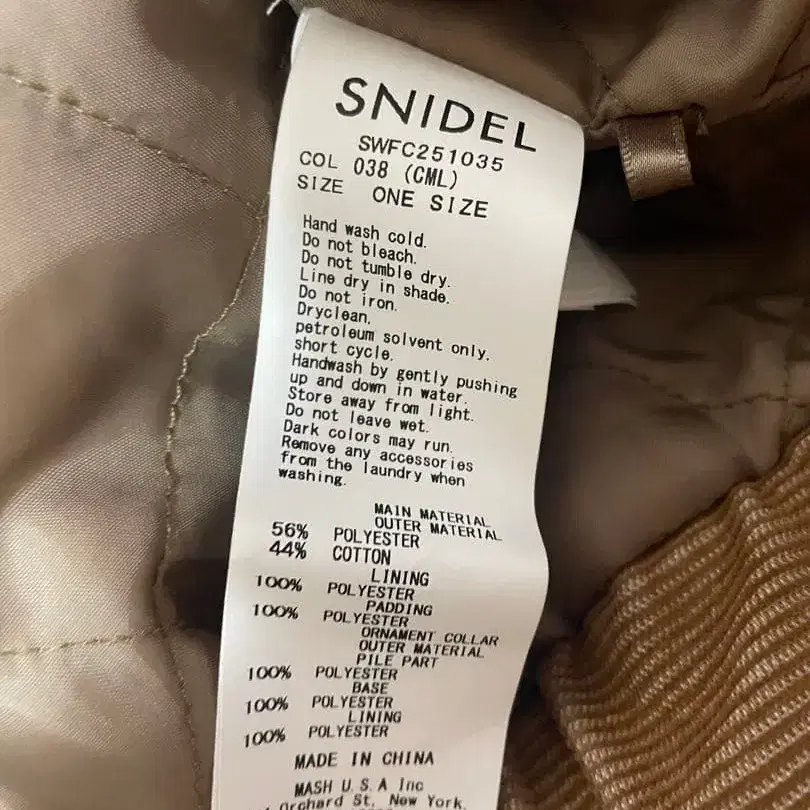 SNIDEL
SWFC251035
COL 038 (CML)
SIZE ONE SIZE
Hand wash cold.
Do not bleach.
Do not tumble dry.
Line dry in shade.
Do not iron.
Dryclean,
petroleum solvent only.
short cycle.
Handwash by gently pushing
up and down in water.
Store away from light.
Do not leave wet.
Dark colors may run.
Remove any accessories
from the laundry when
washing.
MAIN MATERIAL
OUTER MATERIAL
56% POLYESTER
44% COTTON
LINING
100% POLYESTER
PADDING
100% POLYESTER
ORNAMENT COLLAR
OUTER MATERIAL
PILE PART
100% POLYESTER
BASE
100% POLYESTER
LINING
100% POLYESTER
MADE IN CHINA
MASH U.S.A Inc
Orchard St, New York,